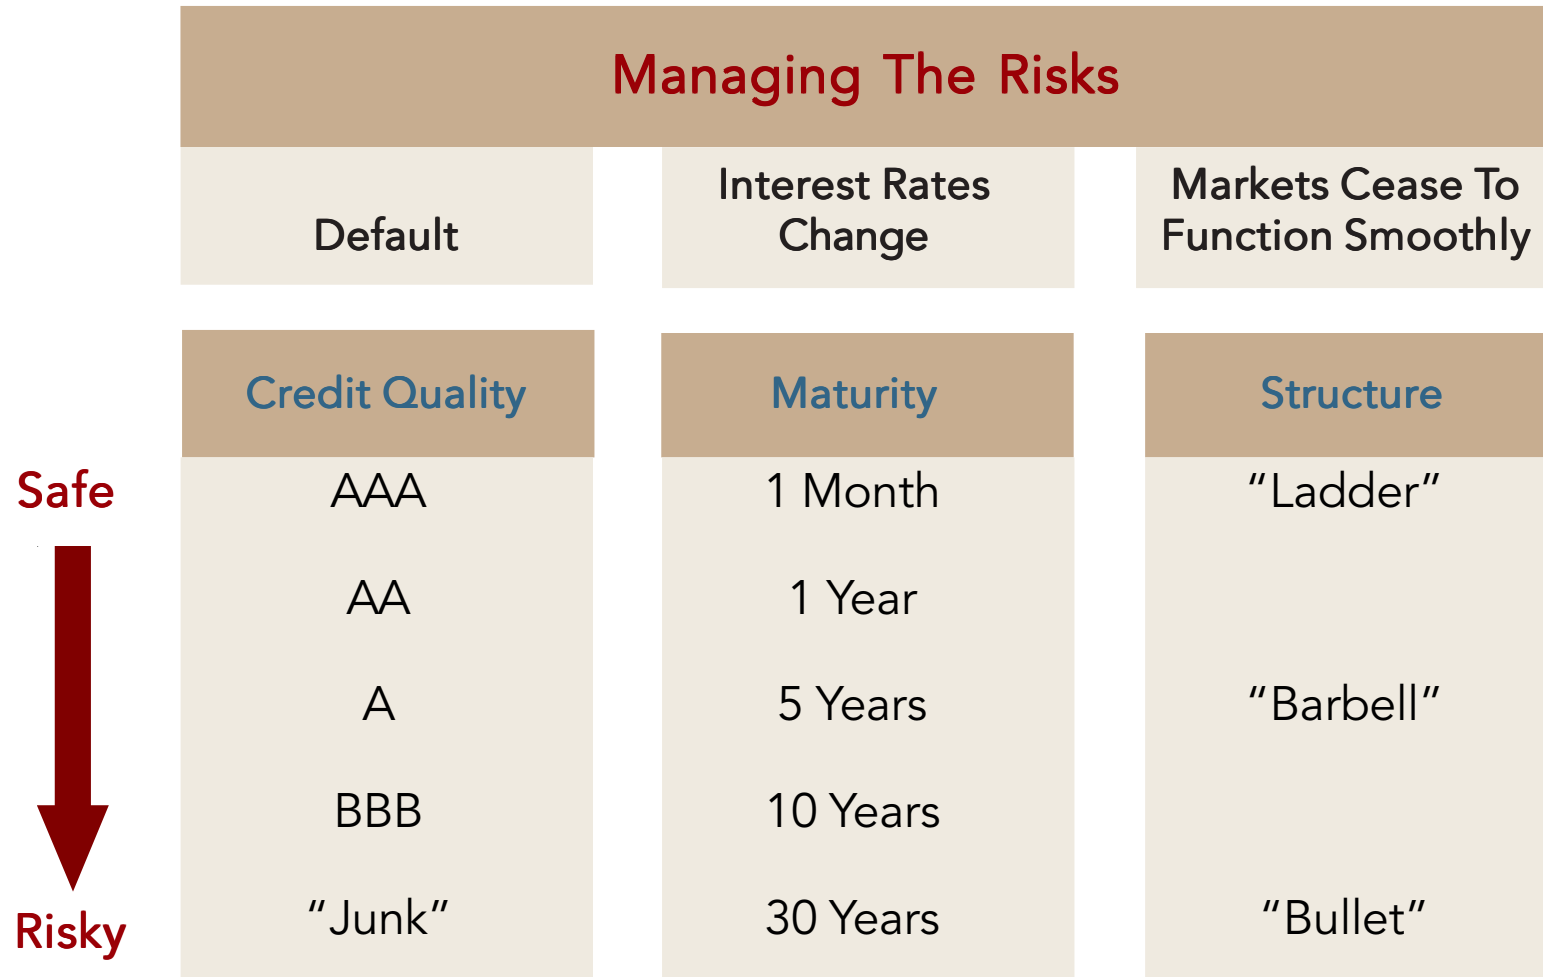 Managing The Risks
Default
Interest Rates
Change
Markets Cease To
Function Smoothly
Credit Quality
Maturity
Structure
Safe
AAA
1 Month
“Ladder”
AA
1 Year
A
5 Years
“Barbell”
BBB
10 Years
Risky
“Junk”
30 Years
“Bullet”